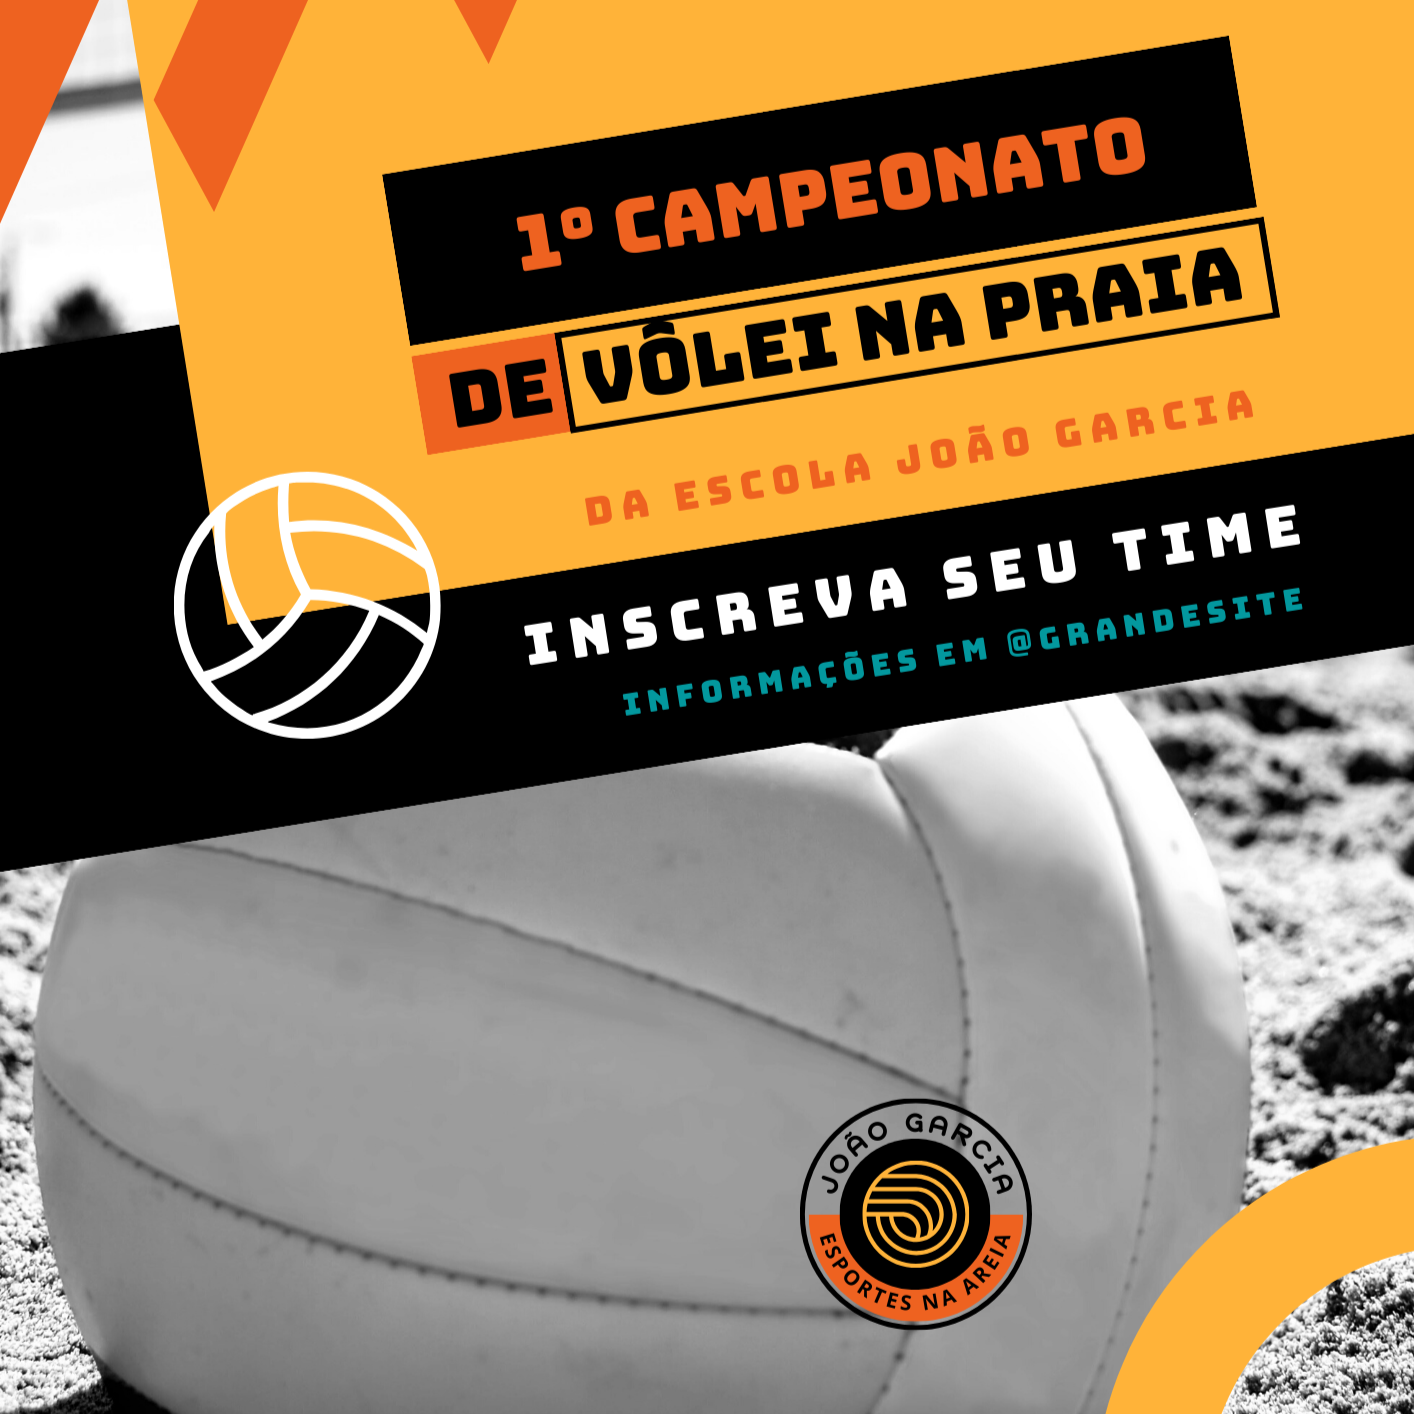 1º CAMPEONATO
DE VÔLEI NA PRAIA
DA ESCOLA JOÃO GARCIA
INSCREVA SEU TIME
INFORMAÇÕES EM @GRANDESITE
JOÃO GARCIA
ESPORTES NA AREIA